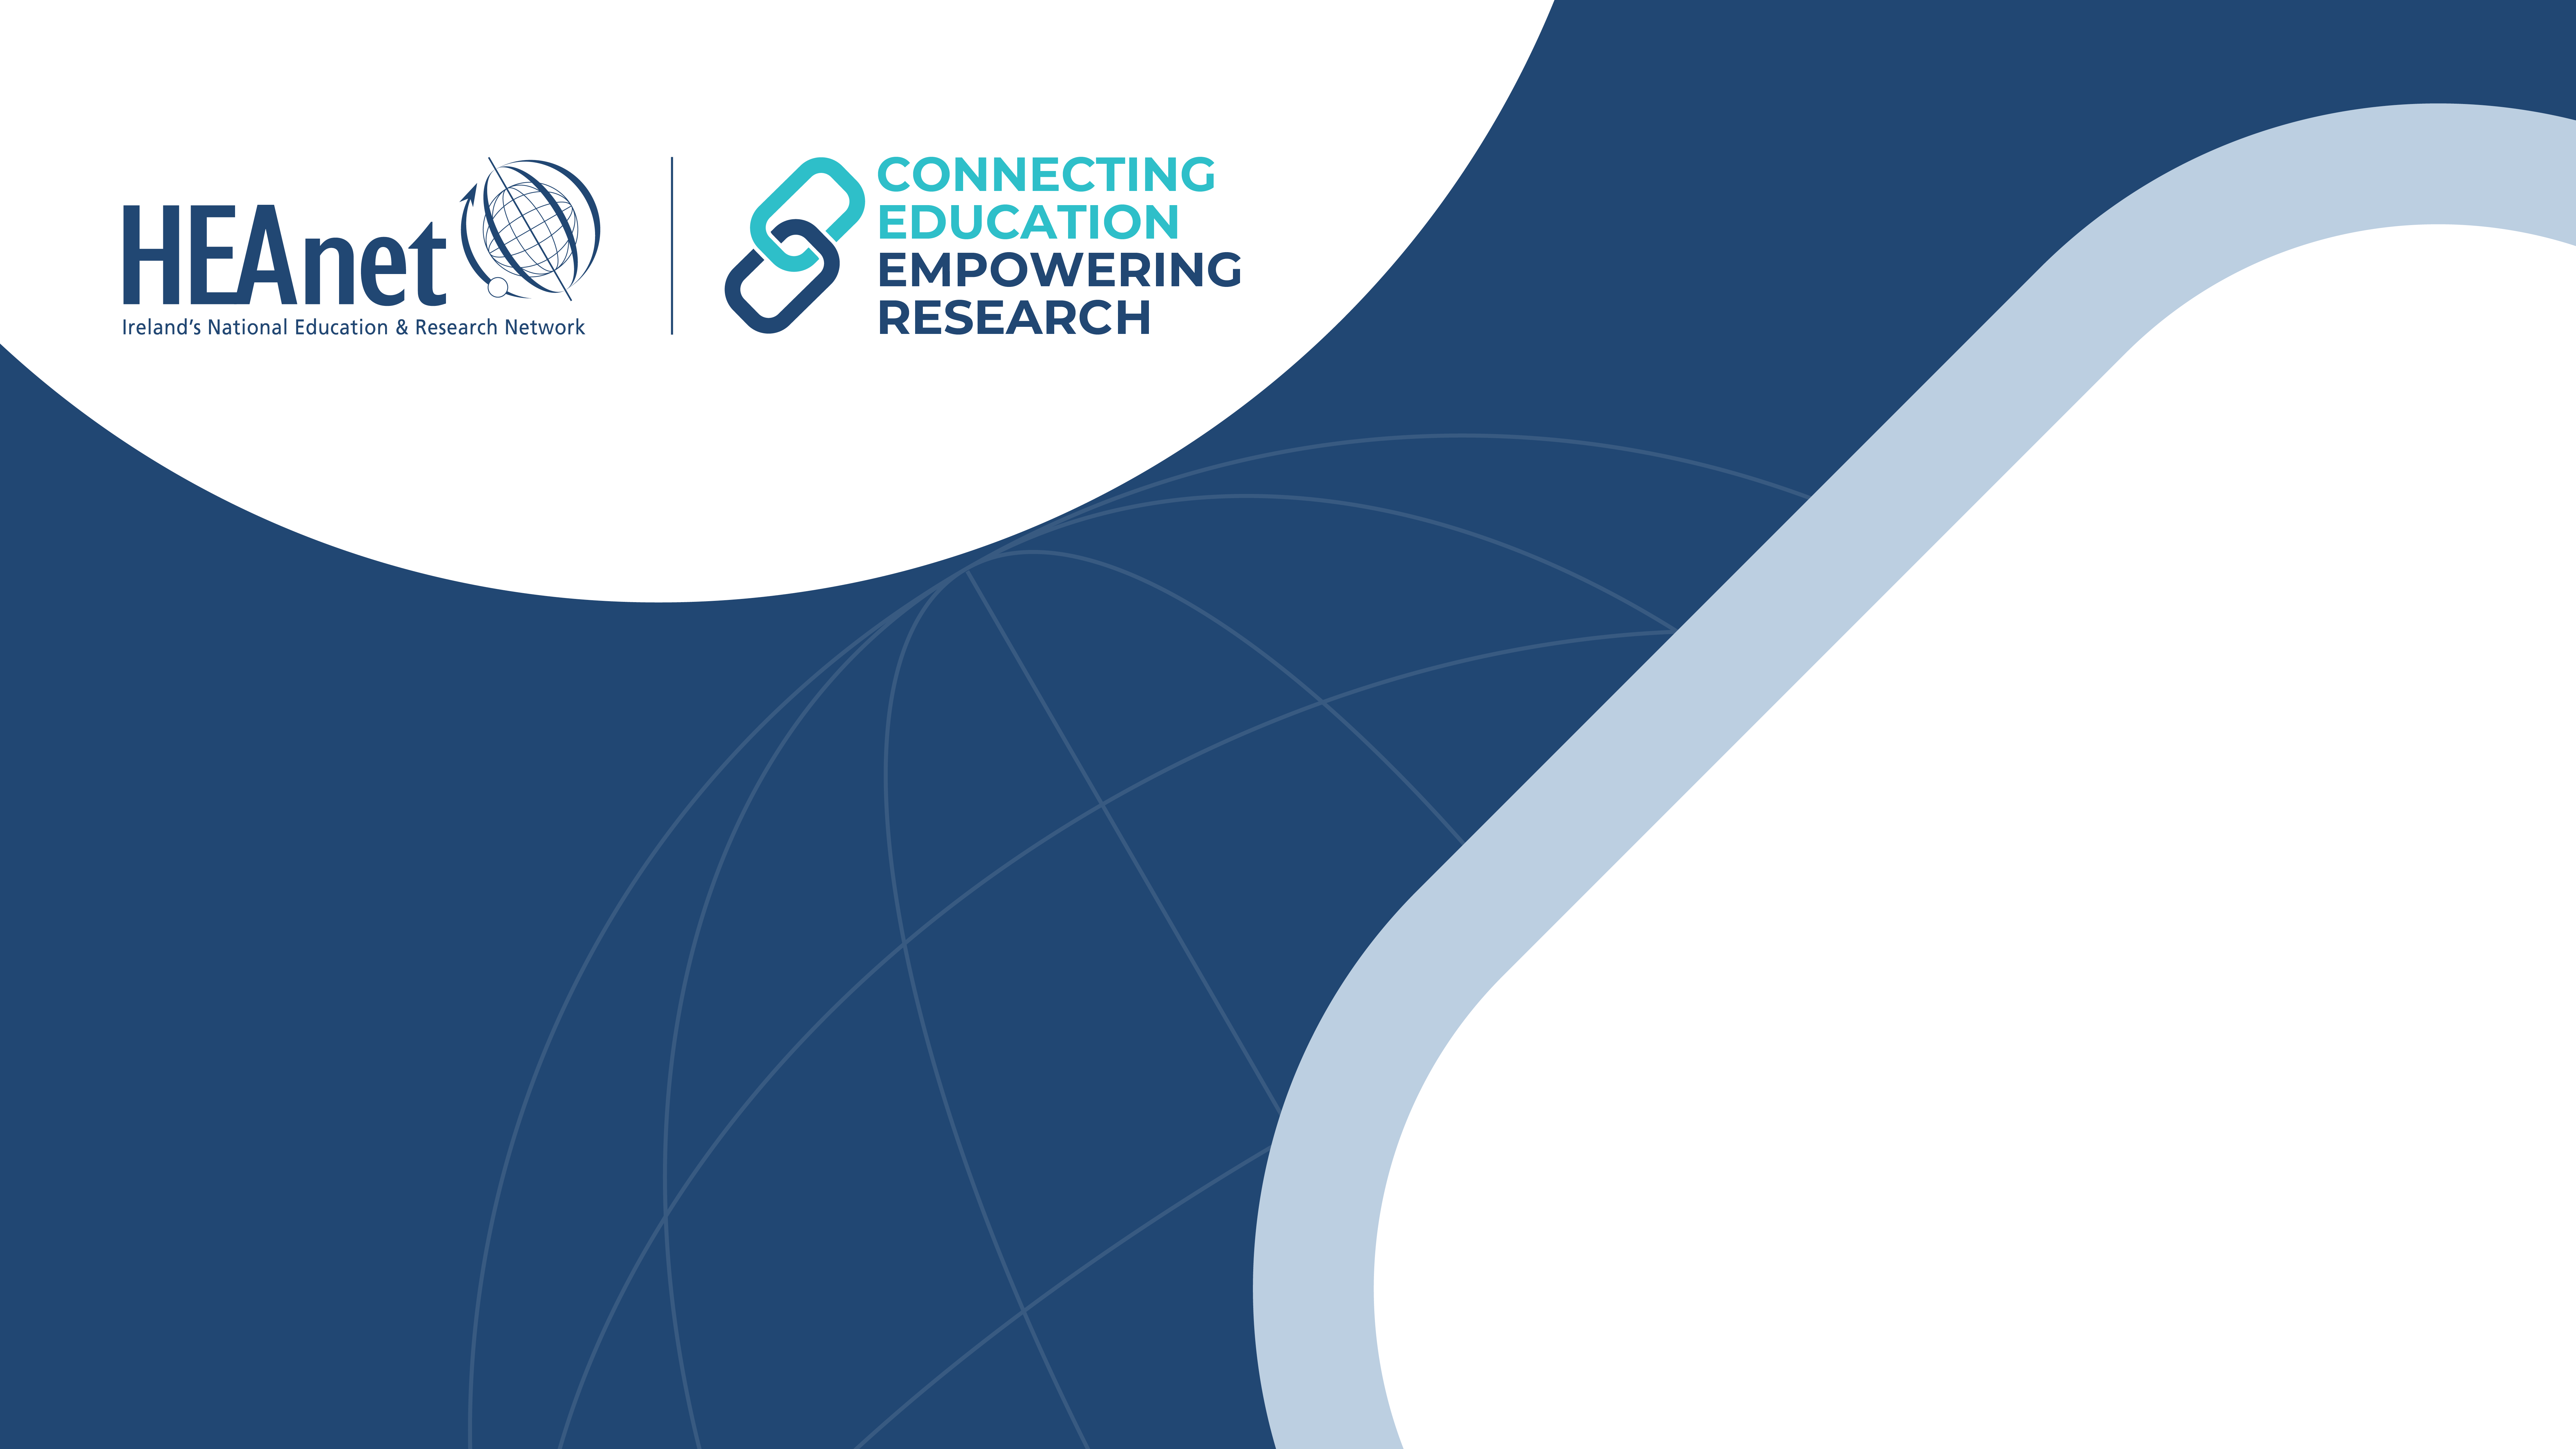 HEAnet
Ireland's National Education & Research Network
CONNECTING
EDUCATION
EMPOWERING
RESEARCH